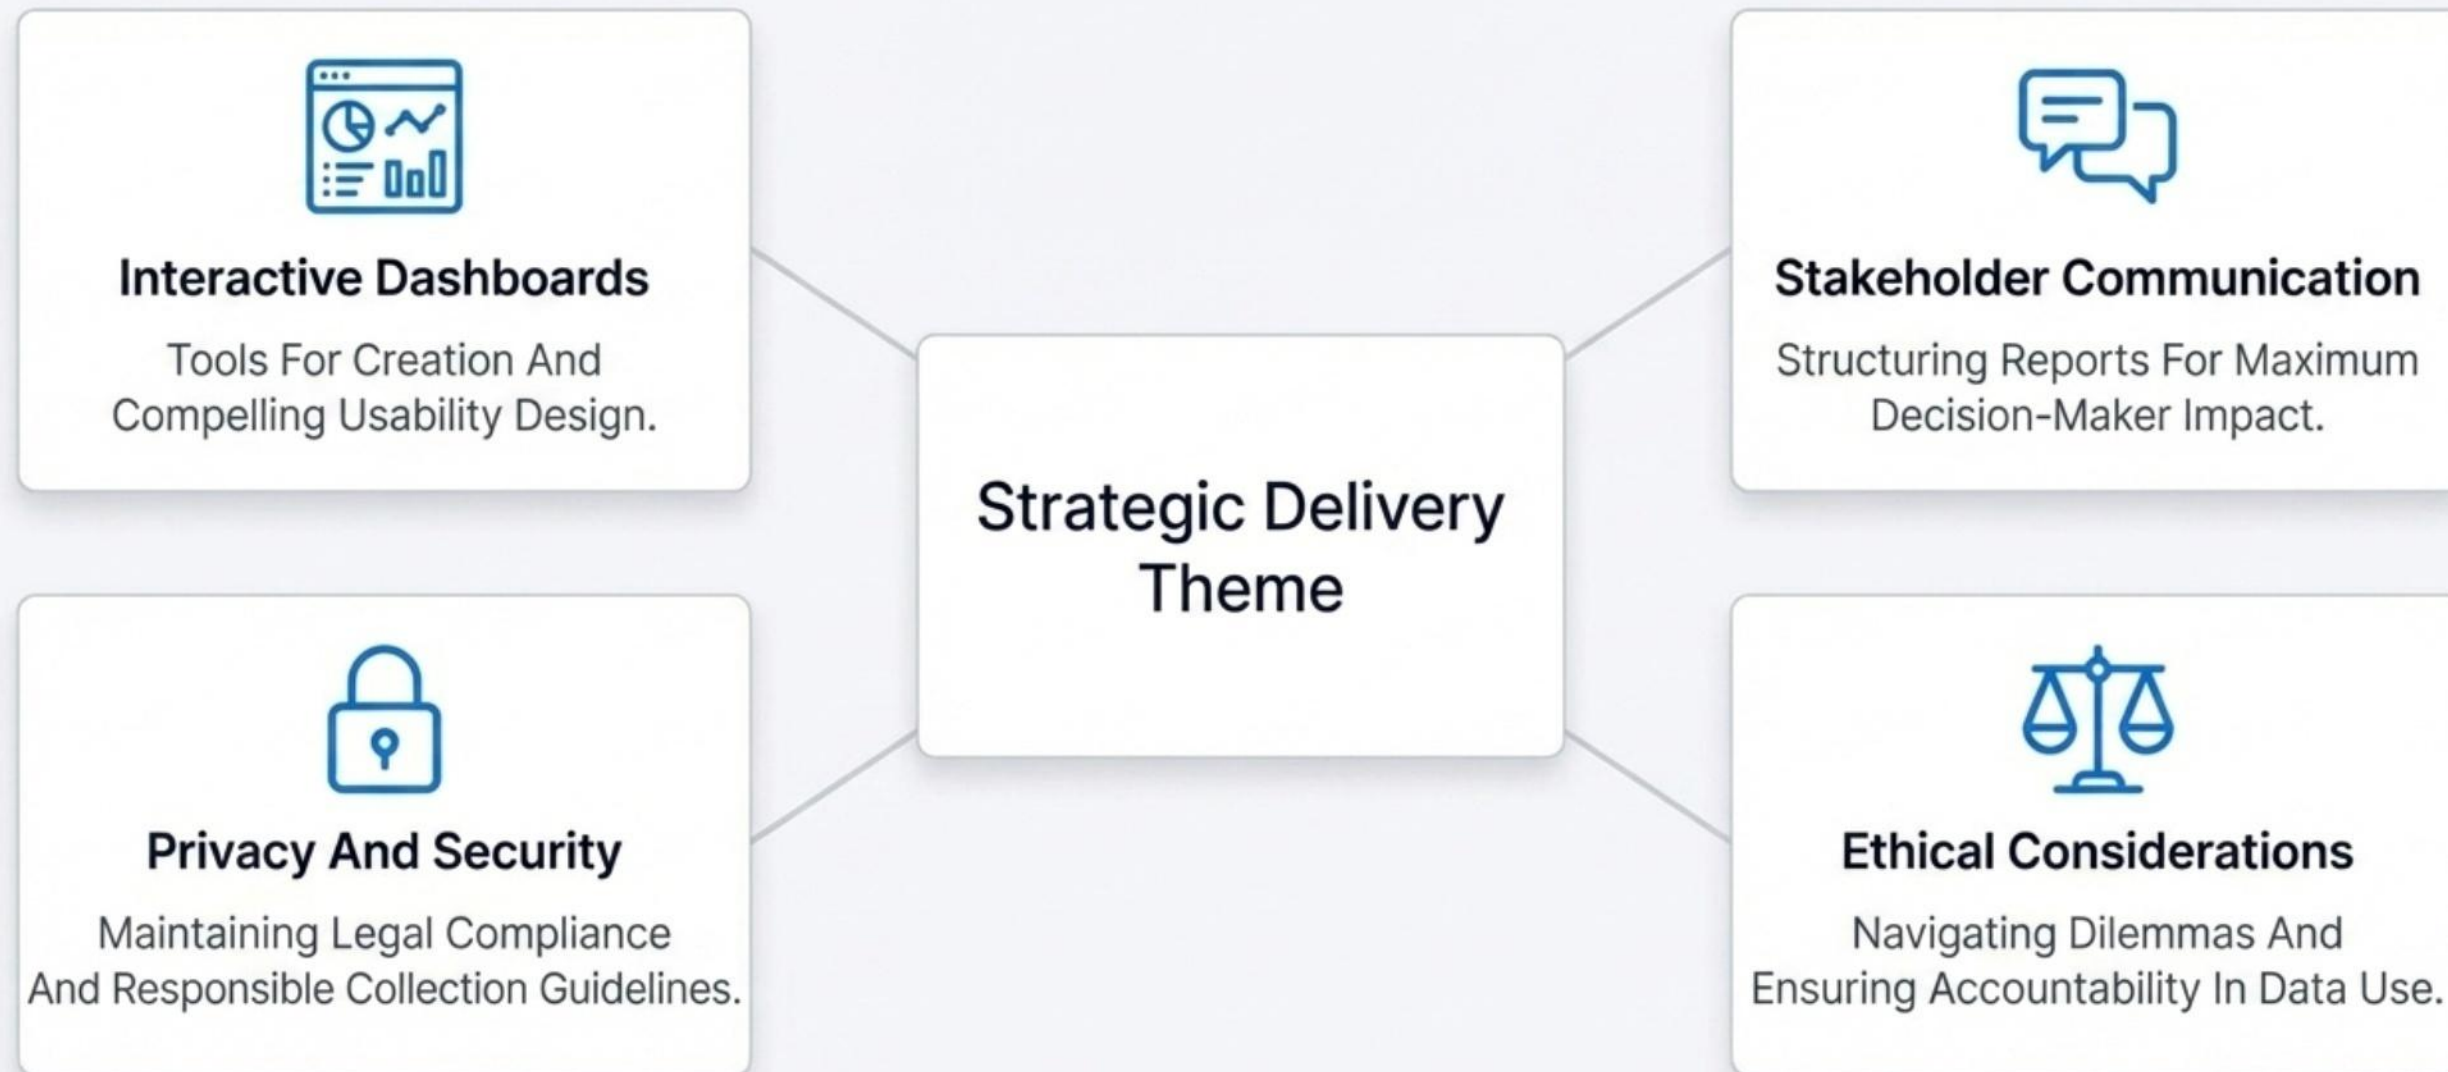 Interactive Dashboards
Tools For Creation And
Compelling Usability Design.
Stakeholder Communication
Structuring Reports For Maximum
Decision-Maker Impact.
Strategic Delivery
Theme
Privacy And Security
Maintaining Legal Compliance
And Responsible Collection Guidelines.
Ethical Considerations
Navigating Dilemmas And
Ensuring Accountability In Data Use.